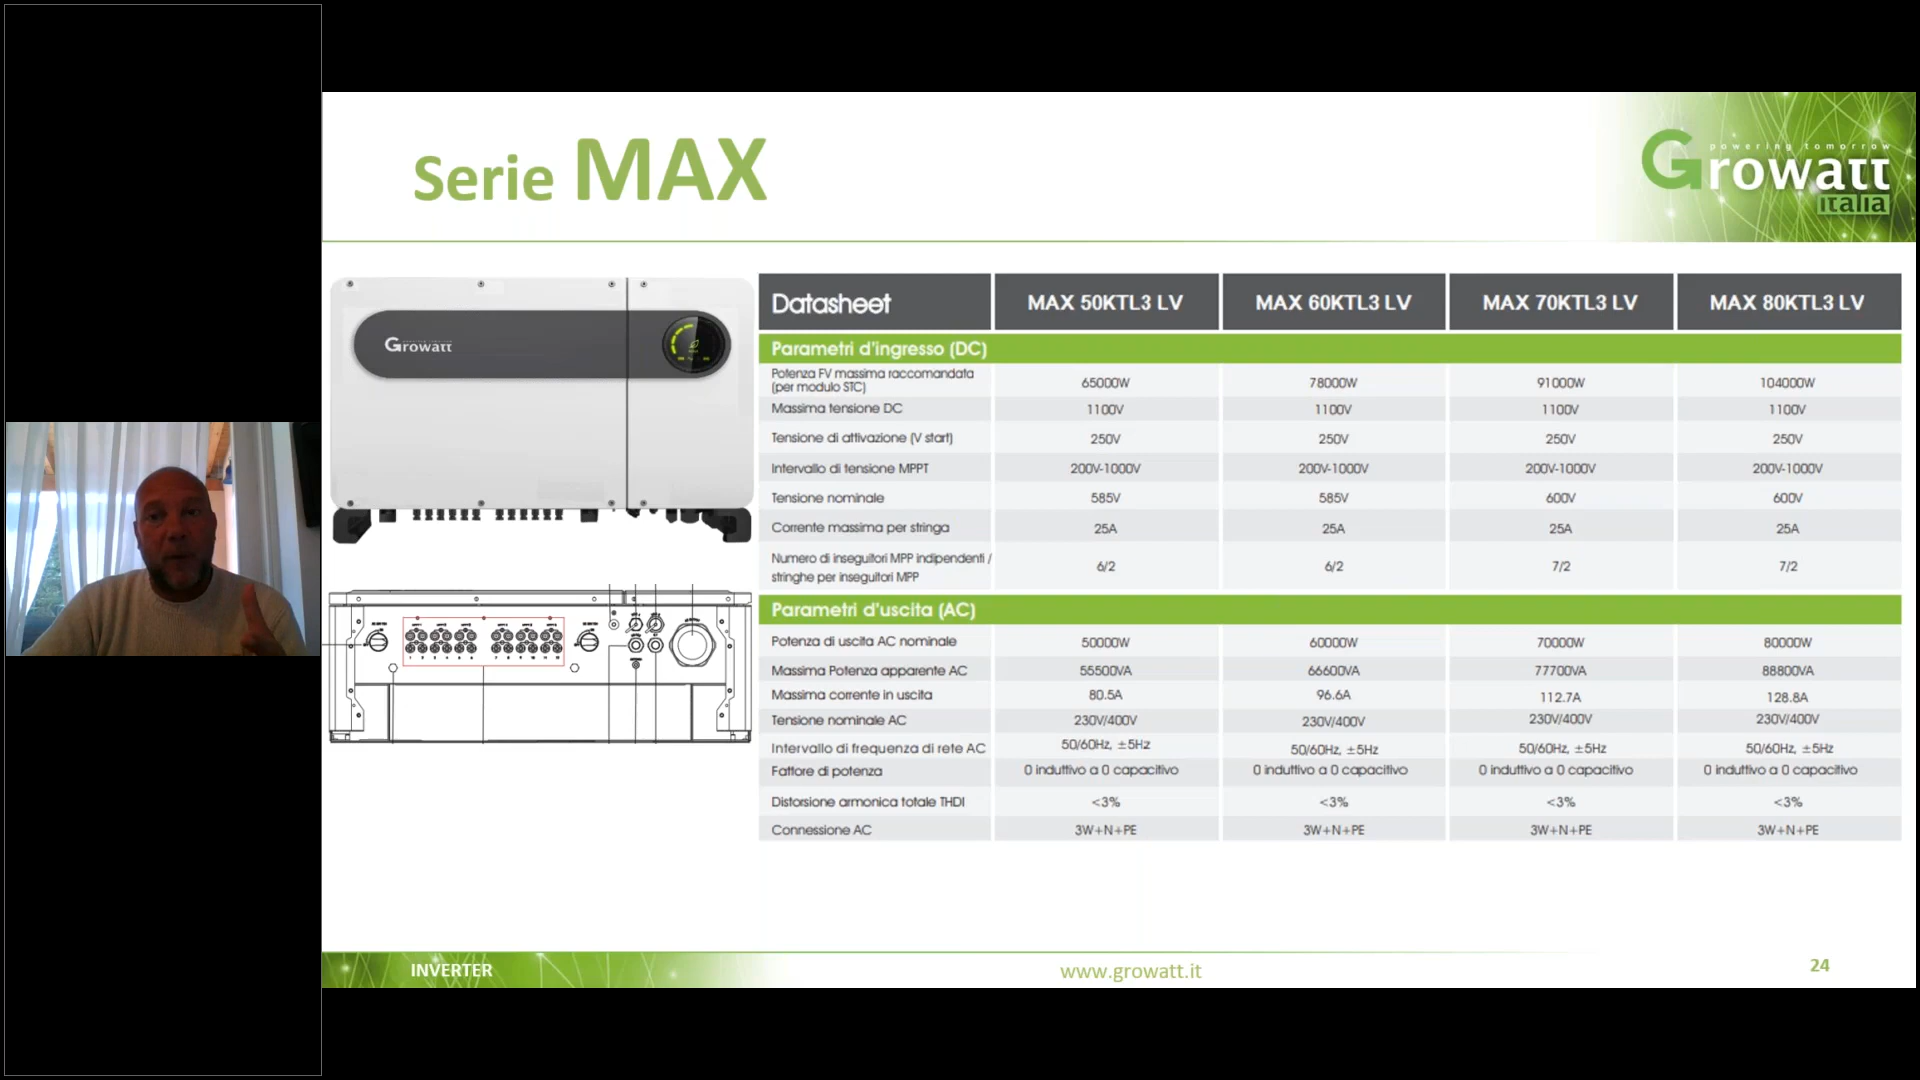 Serie MAX
powering tomorrow
Growatt
italia
Growatt
Datasheet MAX 50KTL3 LV MAX 60KTL3 LV MAX 70KTL3 LV MAX 80KTL3 LV
Parametri d'ingresso (DC)
Potenza FV massima raccomandata
(per modulo STC) 65000W 78000W 91000W 104000W
Massima tensione DC 1100V 1100V 1100V 1100V
Tensione di attivazione (V start) 250V 250V 250V 250V
Intervallo di tensione MPPT 200V-1000V 200V-1000V 200V-1000V 200V-1000V
Tensione nominale 585V 585V 600V 600V
Corrente massima per stringa 25A 25A 25A 25A
Numero di inseguitori MPP indipendenti /
stringhe per inseguitori MPP 6/2 6/2 7/2 7/2
Parametri d'uscita (AC)
Potenza di uscita AC nominale 50000W 60000W 70000W 80000W
Massima Potenza apparente AC 55500VA 66600VA 77700VA 88800VA
Massima corrente in uscita 80.5A 96.6A 112.7A 128.8A
Tensione nominale AC 230V/400V 230V/400V 230V/400V 230V/400V
Intervallo di frequenza di rete AC 50/60Hz, ±5Hz 50/60Hz, ±5Hz 50/60Hz, ±5Hz 50/60Hz, ±5Hz
Fattore di potenza 0 induttivo a 0 capacitivo 0 induttivo a 0 capacitivo 0 induttivo a 0 capacitivo 0 induttivo a 0 capacitivo
Distorsione armonica totale THDI <3% <3% <3% <3%
Connessione AC 3W+N+PE 3W+N+PE 3W+N+PE 3W+N+PE
INVERTER
www.growatt.it
24